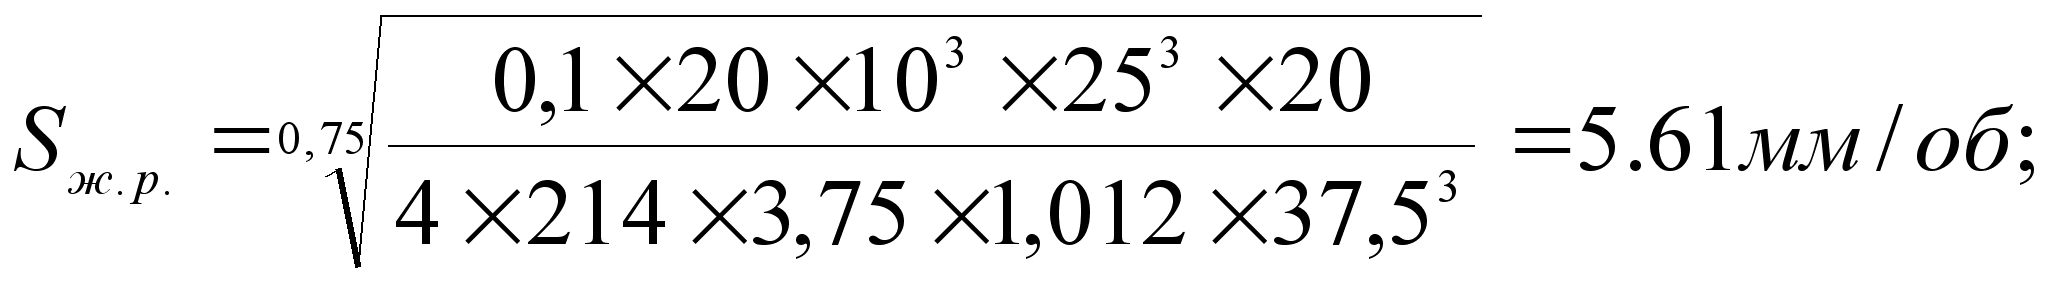 S ж.р. = 0,75√ 0,1×20×10³×25³×20 / 4×214×3,75×1,012×37,5³ =5.61мм/об;